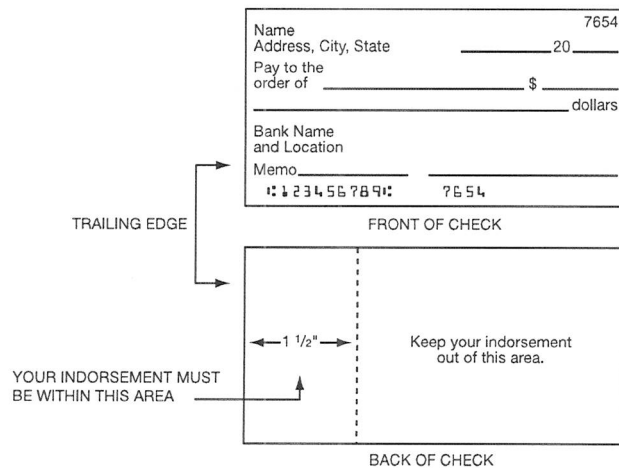 7654
Name
Address, City, State 20
Pay to the
order of $
dollars
Bank Name
and Location
Memo
⑆123456789⑆ 7654
TRAILING EDGE
FRONT OF CHECK
1 1/2"
Keep your indorsement
out of this area.
YOUR INDORSEMENT MUST
BE WITHIN THIS AREA
BACK OF CHECK